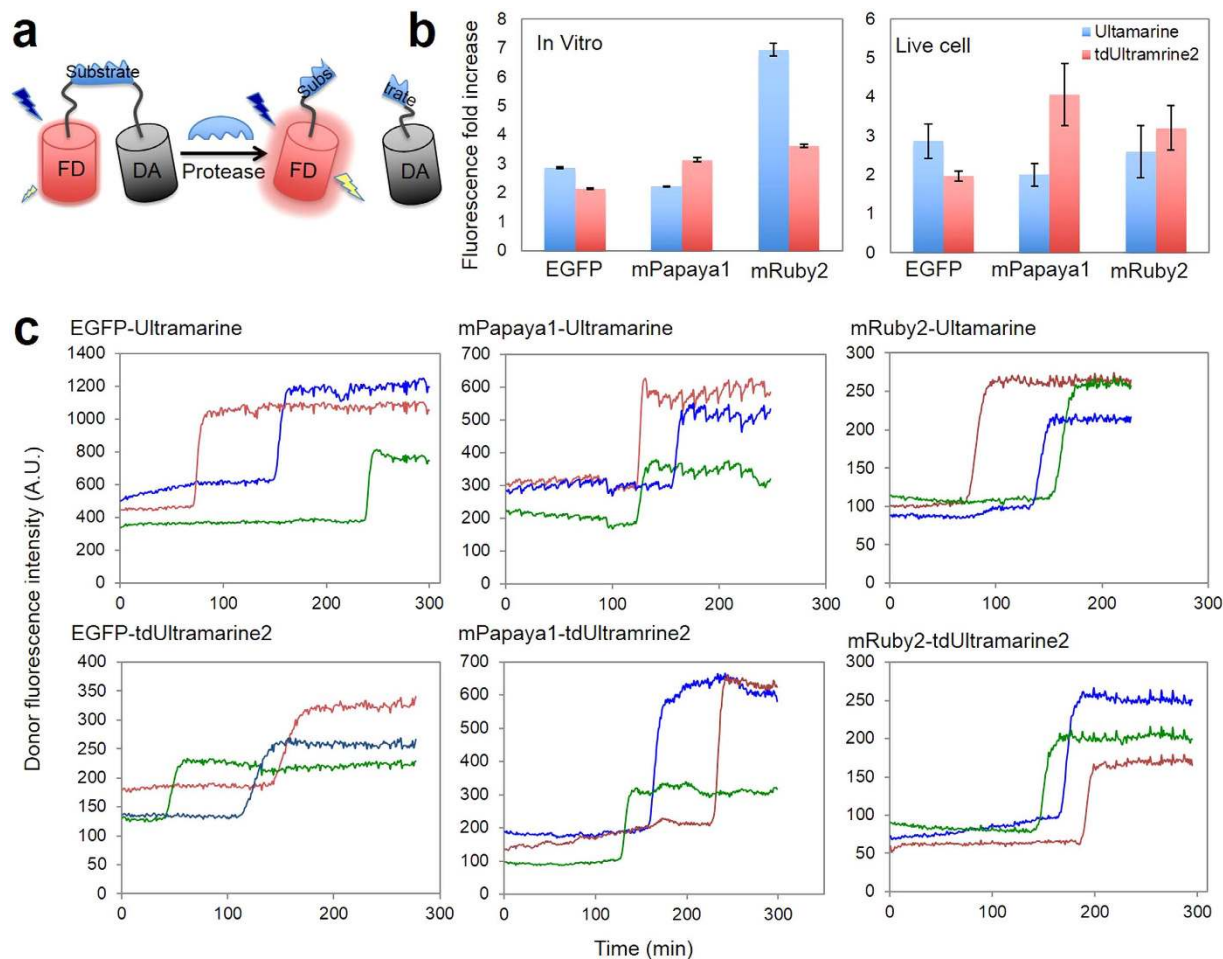 a
Substrate
FD
DA
Protease
Subs
trate
FD
DA
b
Fluorescence fold increase
In Vitro
8
7
6
5
4
3
2
1
0
EGFP
mPapaya1
mRuby2
Live cell
Ultamarine
tdUltramrine2
6
5
4
3
2
1
0
EGFP
mPapaya1
mRuby2
c
Donor fluorescence intensity (A.U.)
EGFP-Ultramarine
1400
1200
1000
800
600
400
200
0
0 100 200 300
mPapaya1-Ultramarine
700
600
500
400
300
200
100
0
0 100 200 300
mRuby2-Ultamarine
300
250
200
150
100
50
0
0 100 200 300
EGFP-tdUltramarine2
400
350
300
250
200
150
100
50
0
0 100 200 300
mPapaya1-tdUltramrine2
700
600
500
400
300
200
100
0
0 100 200 300
mRuby2-tdUltramarine2
300
250
200
150
100
50
0
0 100 200 300
Time (min)